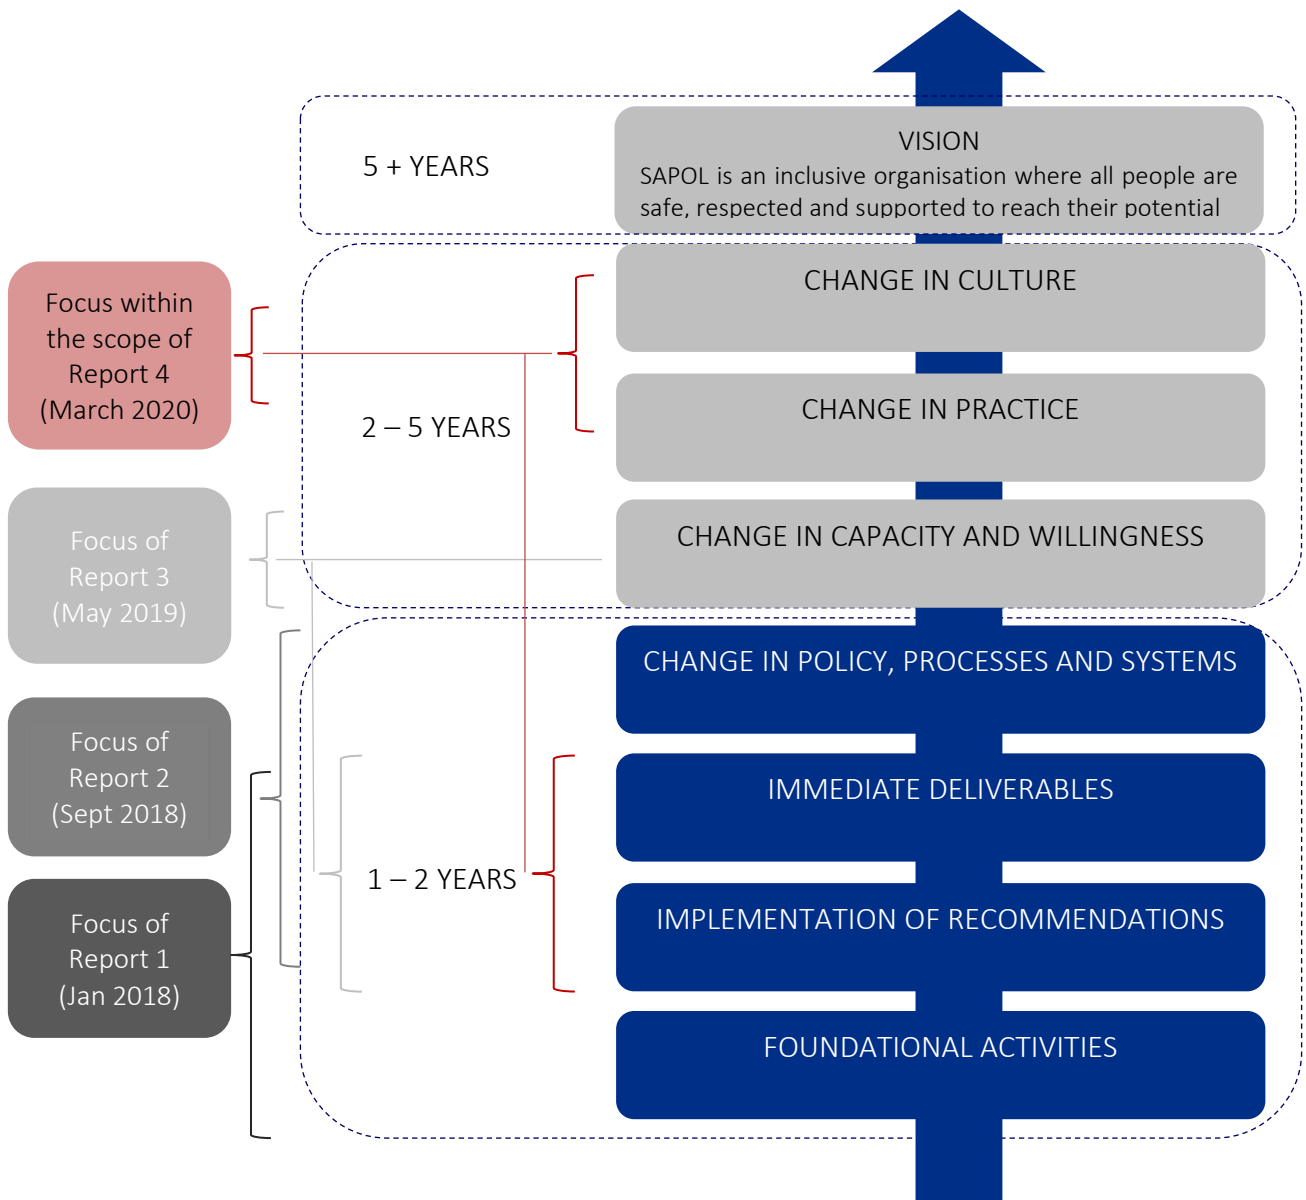 5 + YEARS
VISION
SAPOL is an inclusive organisation where all people are
safe, respected and supported to reach their potential
Focus within
the scope of
Report 4
(March 2020)
2 – 5 YEARS
CHANGE IN CULTURE
CHANGE IN PRACTICE
CHANGE IN CAPACITY AND WILLINGNESS
Focus of
Report 3
(May 2019)
CHANGE IN POLICY, PROCESSES AND SYSTEMS
Focus of
Report 2
(Sept 2018)
IMMEDIATE DELIVERABLES
1 – 2 YEARS
IMPLEMENTATION OF RECOMMENDATIONS
Focus of
Report 1
(Jan 2018)
FOUNDATIONAL ACTIVITIES